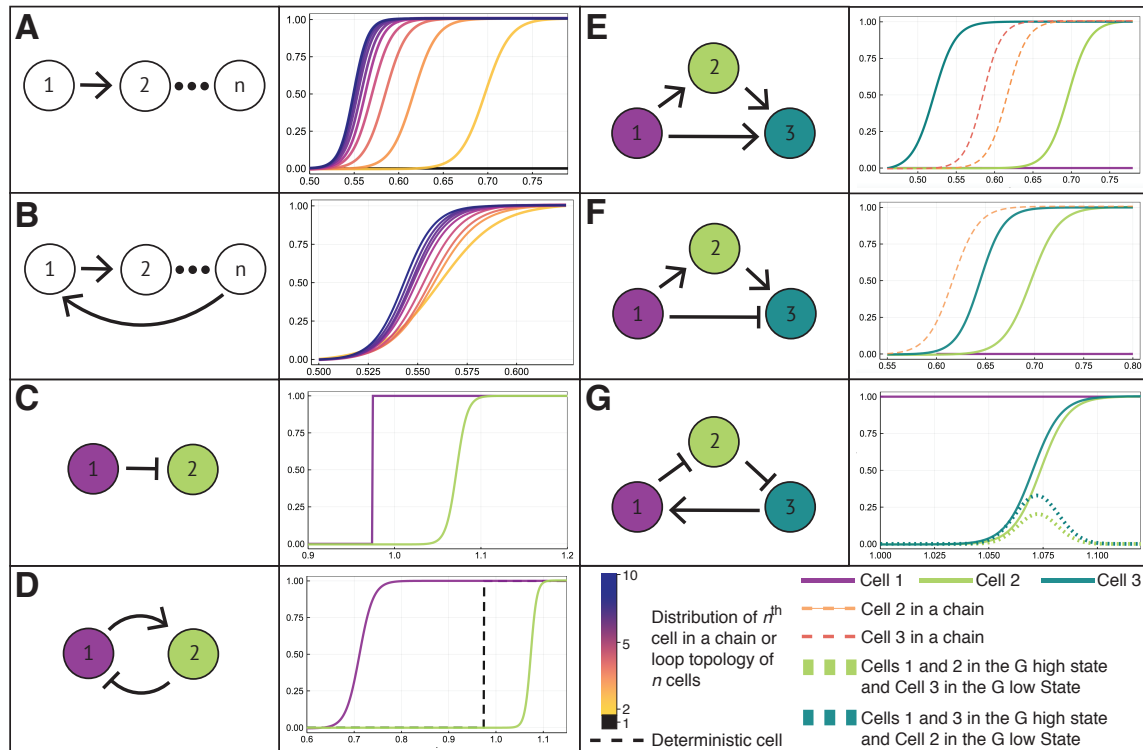 A
1 2 n
1.00
0.75
0.50
0.25
0.00
0.50 0.55 0.60 0.65 0.70 0.75
B
1 2 n
1.00
0.75
0.50
0.25
0.00
0.500 0.525 0.550 0.575 0.600
C
1 2
1.00
0.75
0.50
0.25
0.00
0.9 1.0 1.1 1.2
D
1 2
1.00
0.75
0.50
0.25
0.00
0.6 0.7 0.8 0.9 1.0 1.1
E
2
1 3
1.00
0.75
0.50
0.25
0.00
0.50 0.55 0.60 0.65 0.70 0.75
F
2
1 3
1.00
0.75
0.50
0.25
0.00
0.55 0.60 0.65 0.70 0.75 0.80
G
2
1 3
1.00
0.75
0.50
0.25
0.00
1.000 1.025 1.050 1.075 1.100
10
5
2
1
Distribution of nth
cell in a chain or
loop topology of
n cells
Deterministic cell
Cell 1 Cell 2 Cell 3
Cell 2 in a chain
Cell 3 in a chain
Cells 1 and 2 in the G high state
and Cell 3 in the G low State
Cells 1 and 3 in the G high state
and Cell 2 in the G low State